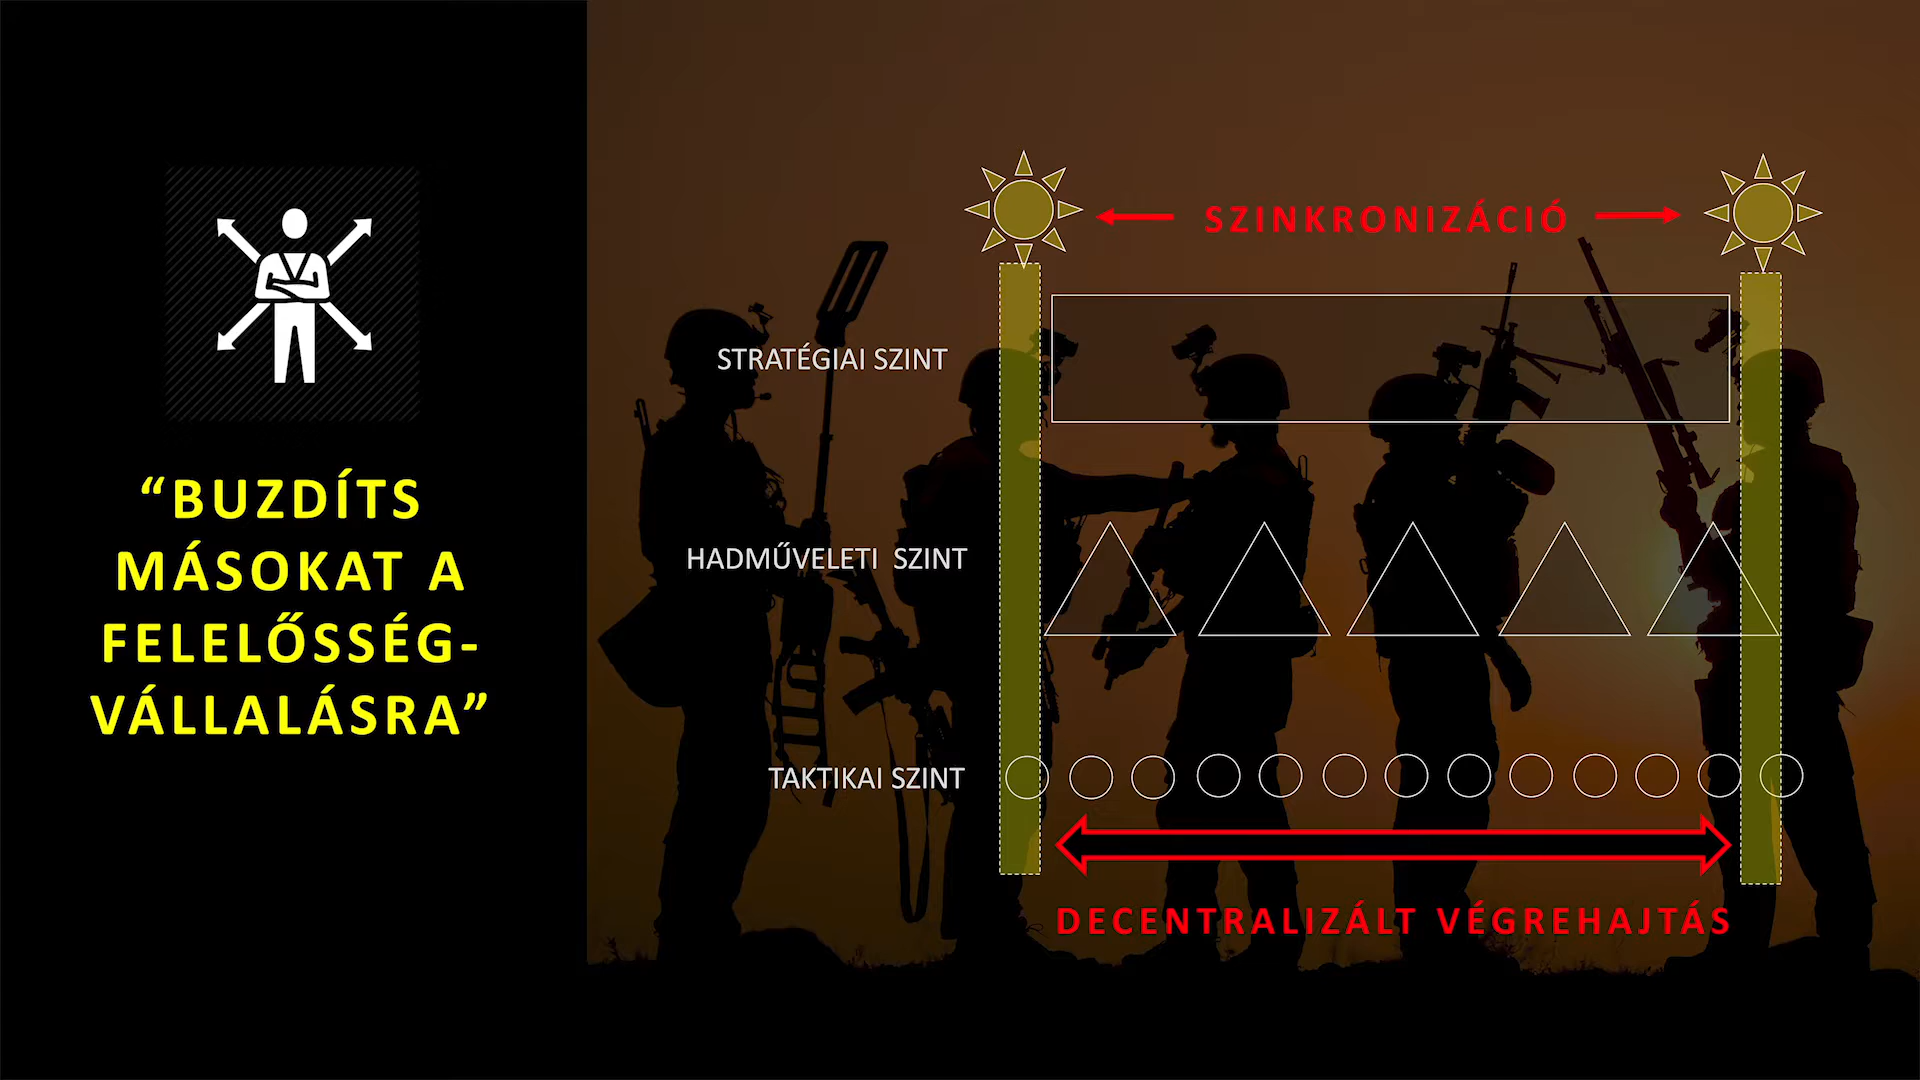 “BUZDÍTS
MÁSOKAT A
FELELŐSSÉG-
VÁLLALÁSRA”
SZINKRONIZÁCIÓ
STRATÉGIAI SZINT
HADMŰVELETI SZINT
TAKTIKAI SZINT
DECENTRALIZÁLT VÉGREHAJTÁS